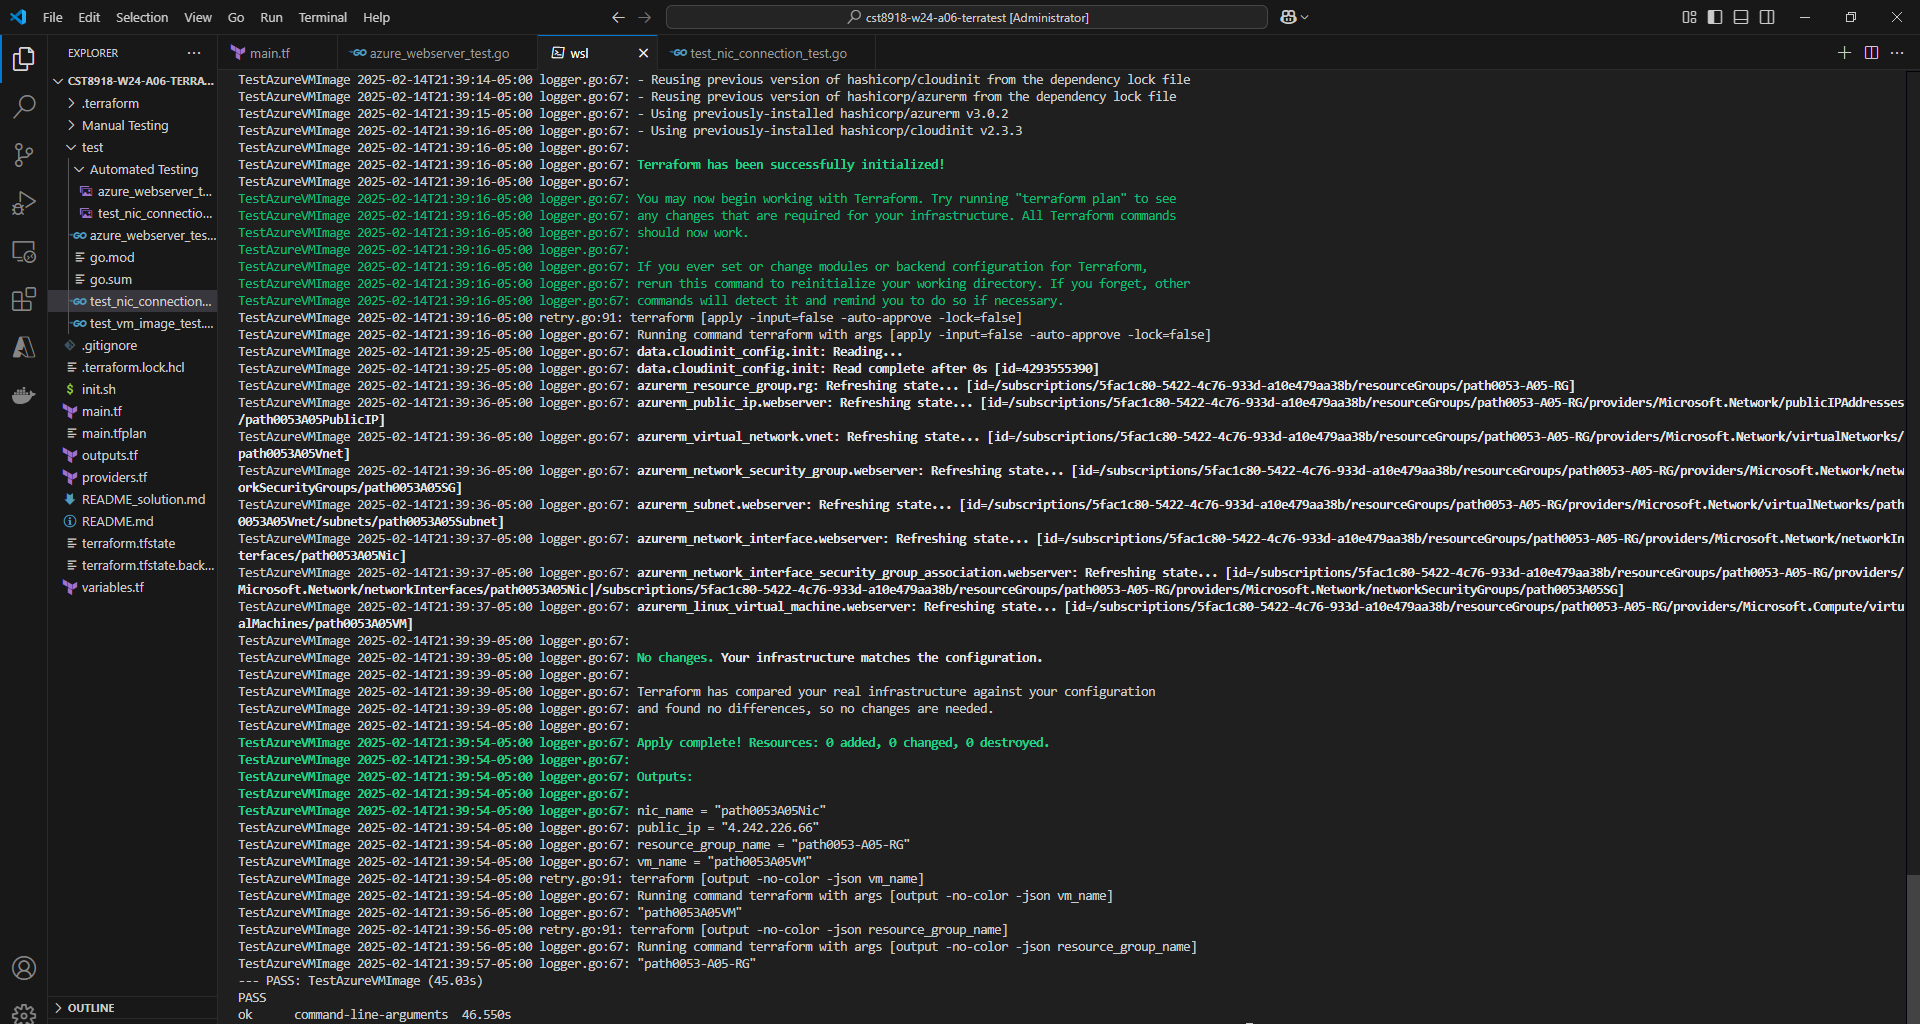 File Edit Selection View Go Run Terminal Help
cst8918-w24-a06-terratest [Administrator]
EXPLORER
main.tf
azure_webserver_test.go
wsl
test_nic_connection_test.go
CST8918-W24-A06-TERRA...
.terraform
Manual Testing
test
Automated Testing
azure_webserver_t...
test_nic_connectio...
azure_webserver_tes...
go.mod
go.sum
test_nic_connection...
test_vm_image_test....
.gitignore
.terraform.lock.hcl
init.sh
main.tf
main.tfplan
outputs.tf
providers.tf
README_solution.md
README.md
terraform.tfstate
terraform.tfstate.back...
variables.tf
OUTLINE
TestAzureVMImage 2025-02-14T21:39:14-05:00 logger.go:67: - Reusing previous version of hashicorp/cloudinit from the dependency lock file
TestAzureVMImage 2025-02-14T21:39:14-05:00 logger.go:67: - Reusing previous version of hashicorp/azurerm from the dependency lock file
TestAzureVMImage 2025-02-14T21:39:15-05:00 logger.go:67: - Using previously-installed hashicorp/azurerm v3.0.2
TestAzureVMImage 2025-02-14T21:39:16-05:00 logger.go:67: - Using previously-installed hashicorp/cloudinit v2.3.3
TestAzureVMImage 2025-02-14T21:39:16-05:00 logger.go:67:
TestAzureVMImage 2025-02-14T21:39:16-05:00 logger.go:67: Terraform has been successfully initialized!
TestAzureVMImage 2025-02-14T21:39:16-05:00 logger.go:67:
TestAzureVMImage 2025-02-14T21:39:16-05:00 logger.go:67: You may now begin working with Terraform. Try running "terraform plan" to see
TestAzureVMImage 2025-02-14T21:39:16-05:00 logger.go:67: any changes that are required for your infrastructure. All Terraform commands
TestAzureVMImage 2025-02-14T21:39:16-05:00 logger.go:67: should now work.
TestAzureVMImage 2025-02-14T21:39:16-05:00 logger.go:67:
TestAzureVMImage 2025-02-14T21:39:16-05:00 logger.go:67: If you ever set or change modules or backend configuration for Terraform,
TestAzureVMImage 2025-02-14T21:39:16-05:00 logger.go:67: rerun this command to reinitialize your working directory. If you forget, other
TestAzureVMImage 2025-02-14T21:39:16-05:00 logger.go:67: commands will detect it and remind you to do so if necessary.
TestAzureVMImage 2025-02-14T21:39:16-05:00 retry.go:91: terraform [apply -input=false -auto-approve -lock=false]
TestAzureVMImage 2025-02-14T21:39:16-05:00 logger.go:67: Running command terraform with args [apply -input=false -auto-approve -lock=false]
TestAzureVMImage 2025-02-14T21:39:25-05:00 logger.go:67: data.cloudinit_config.init: Reading...
TestAzureVMImage 2025-02-14T21:39:25-05:00 logger.go:67: data.cloudinit_config.init: Read complete after 0s [id=4293555390]
TestAzureVMImage 2025-02-14T21:39:36-05:00 logger.go:67: azurerm_resource_group.rg: Refreshing state... [id=/subscriptions/5fac1c80-5422-4c76-933d-a10e479aa38b/resourceGroups/path0053-A05-RG]
TestAzureVMImage 2025-02-14T21:39:36-05:00 logger.go:67: azurerm_public_ip.webserver: Refreshing state... [id=/subscriptions/5fac1c80-5422-4c76-933d-a10e479aa38b/resourceGroups/path0053-A05-RG/providers/Microsoft.Network/publicIPAddresses
/path0053A05PublicIP]
TestAzureVMImage 2025-02-14T21:39:36-05:00 logger.go:67: azurerm_virtual_network.vnet: Refreshing state... [id=/subscriptions/5fac1c80-5422-4c76-933d-a10e479aa38b/resourceGroups/path0053-A05-RG/providers/Microsoft.Network/virtualNetworks/
path0053A05Vnet]
TestAzureVMImage 2025-02-14T21:39:36-05:00 logger.go:67: azurerm_network_security_group.webserver: Refreshing state... [id=/subscriptions/5fac1c80-5422-4c76-933d-a10e479aa38b/resourceGroups/path0053-A05-RG/providers/Microsoft.Network/netw
orkSecurityGroups/path0053A05SG]
TestAzureVMImage 2025-02-14T21:39:36-05:00 logger.go:67: azurerm_subnet.webserver: Refreshing state... [id=/subscriptions/5fac1c80-5422-4c76-933d-a10e479aa38b/resourceGroups/path0053-A05-RG/providers/Microsoft.Network/virtualNetworks/path
0053A05Vnet/subnets/path0053A05Subnet]
TestAzureVMImage 2025-02-14T21:39:37-05:00 logger.go:67: azurerm_network_interface.webserver: Refreshing state... [id=/subscriptions/5fac1c80-5422-4c76-933d-a10e479aa38b/resourceGroups/path0053-A05-RG/providers/Microsoft.Network/networkIn
terfaces/path0053A05Nic]
TestAzureVMImage 2025-02-14T21:39:37-05:00 logger.go:67: azurerm_network_interface_security_group_association.webserver: Refreshing state... [id=/subscriptions/5fac1c80-5422-4c76-933d-a10e479aa38b/resourceGroups/path0053-A05-RG/providers/
Microsoft.Network/networkInterfaces/path0053A05Nic|/subscriptions/5fac1c80-5422-4c76-933d-a10e479aa38b/resourceGroups/path0053-A05-RG/providers/Microsoft.Network/networkSecurityGroups/path0053A05SG]
TestAzureVMImage 2025-02-14T21:39:37-05:00 logger.go:67: azurerm_linux_virtual_machine.webserver: Refreshing state... [id=/subscriptions/5fac1c80-5422-4c76-933d-a10e479aa38b/resourceGroups/path0053-A05-RG/providers/Microsoft.Compute/virtu
alMachines/path0053A05VM]
TestAzureVMImage 2025-02-14T21:39:39-05:00 logger.go:67:
TestAzureVMImage 2025-02-14T21:39:39-05:00 logger.go:67: No changes. Your infrastructure matches the configuration.
TestAzureVMImage 2025-02-14T21:39:39-05:00 logger.go:67:
TestAzureVMImage 2025-02-14T21:39:39-05:00 logger.go:67: Terraform has compared your real infrastructure against your configuration
TestAzureVMImage 2025-02-14T21:39:39-05:00 logger.go:67: and found no differences, so no changes are needed.
TestAzureVMImage 2025-02-14T21:39:54-05:00 logger.go:67:
TestAzureVMImage 2025-02-14T21:39:54-05:00 logger.go:67: Apply complete! Resources: 0 added, 0 changed, 0 destroyed.
TestAzureVMImage 2025-02-14T21:39:54-05:00 logger.go:67:
TestAzureVMImage 2025-02-14T21:39:54-05:00 logger.go:67: Outputs:
TestAzureVMImage 2025-02-14T21:39:54-05:00 logger.go:67:
TestAzureVMImage 2025-02-14T21:39:54-05:00 logger.go:67: nic_name = "path0053A05Nic"
TestAzureVMImage 2025-02-14T21:39:54-05:00 logger.go:67: public_ip = "4.242.226.66"
TestAzureVMImage 2025-02-14T21:39:54-05:00 logger.go:67: resource_group_name = "path0053-A05-RG"
TestAzureVMImage 2025-02-14T21:39:54-05:00 logger.go:67: vm_name = "path0053A05VM"
TestAzureVMImage 2025-02-14T21:39:54-05:00 retry.go:91: terraform [output -no-color -json vm_name]
TestAzureVMImage 2025-02-14T21:39:54-05:00 logger.go:67: Running command terraform with args [output -no-color -json vm_name]
TestAzureVMImage 2025-02-14T21:39:56-05:00 logger.go:67: "path0053A05VM"
TestAzureVMImage 2025-02-14T21:39:56-05:00 retry.go:91: terraform [output -no-color -json resource_group_name]
TestAzureVMImage 2025-02-14T21:39:56-05:00 logger.go:67: Running command terraform with args [output -no-color -json resource_group_name]
TestAzureVMImage 2025-02-14T21:39:57-05:00 logger.go:67: "path0053-A05-RG"
--- PASS: TestAzureVMImage (45.03s)
PASS
ok command-line-arguments 46.550s